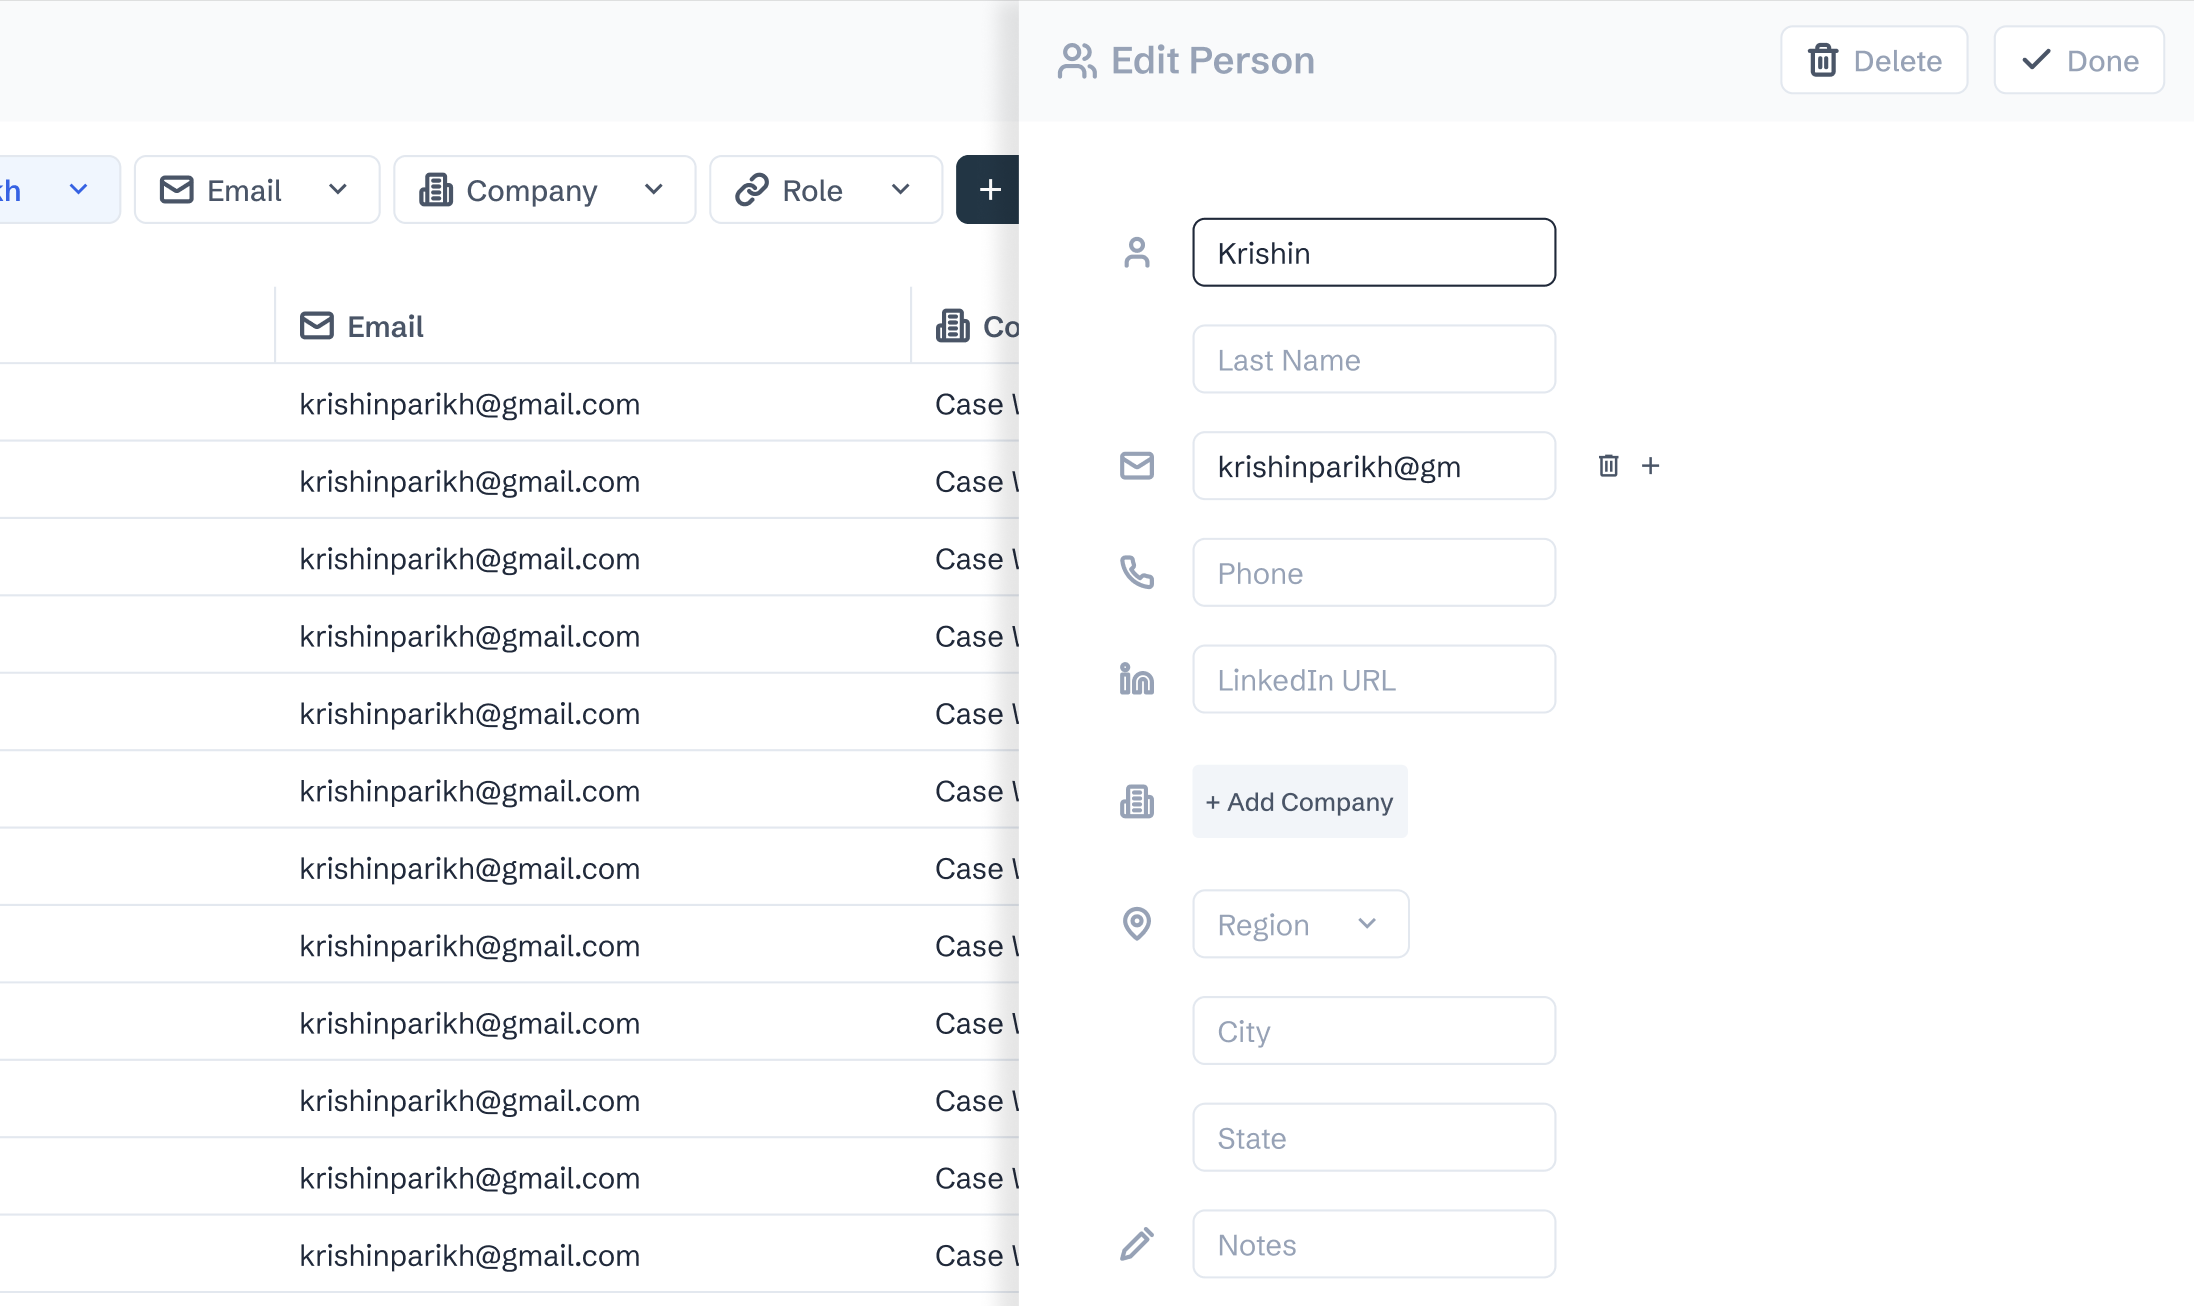 Edit Person
Delete
Done
Email
Company
Role
+
Email
krishinparikh@gmail.com
Case
krishinparikh@gmail.com
Case
krishinparikh@gmail.com
Case
krishinparikh@gmail.com
Case
krishinparikh@gmail.com
Case
krishinparikh@gmail.com
Case
krishinparikh@gmail.com
Case
krishinparikh@gmail.com
Case
krishinparikh@gmail.com
Case
krishinparikh@gmail.com
Case
krishinparikh@gmail.com
Case
krishinparikh@gmail.com
Case
Krishin
Last Name
krishinparikh@gm
+
Phone
LinkedIn URL
+ Add Company
Region
City
State
Notes